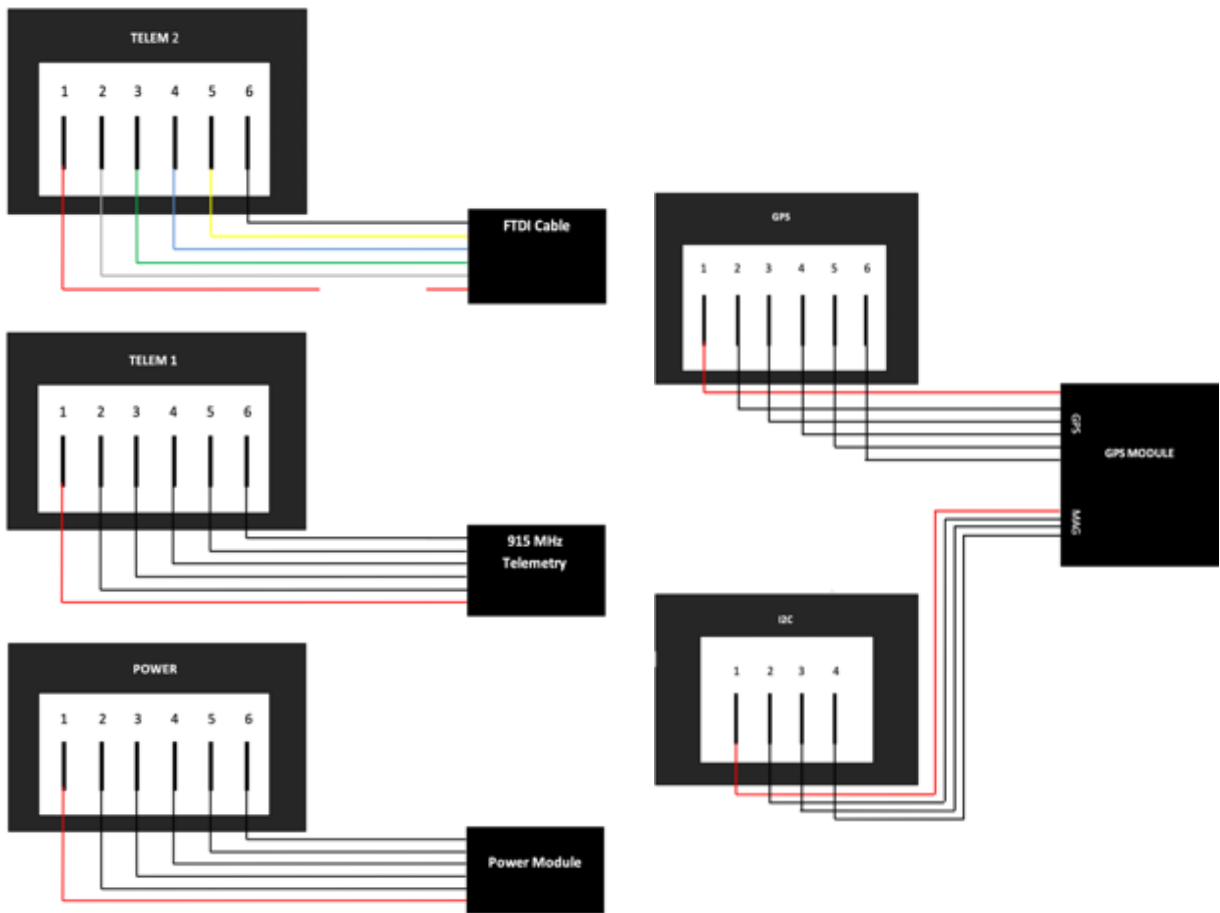 TELEM 2
1 2 3 4 5 6
FTDI Cable
TELEM 1
1 2 3 4 5 6
915 MHz
Telemetry
POWER
1 2 3 4 5 6
Power Module
GPS
1 2 3 4 5 6
GPS
GPS MODULE
MAG
I2C
1 2 3 4